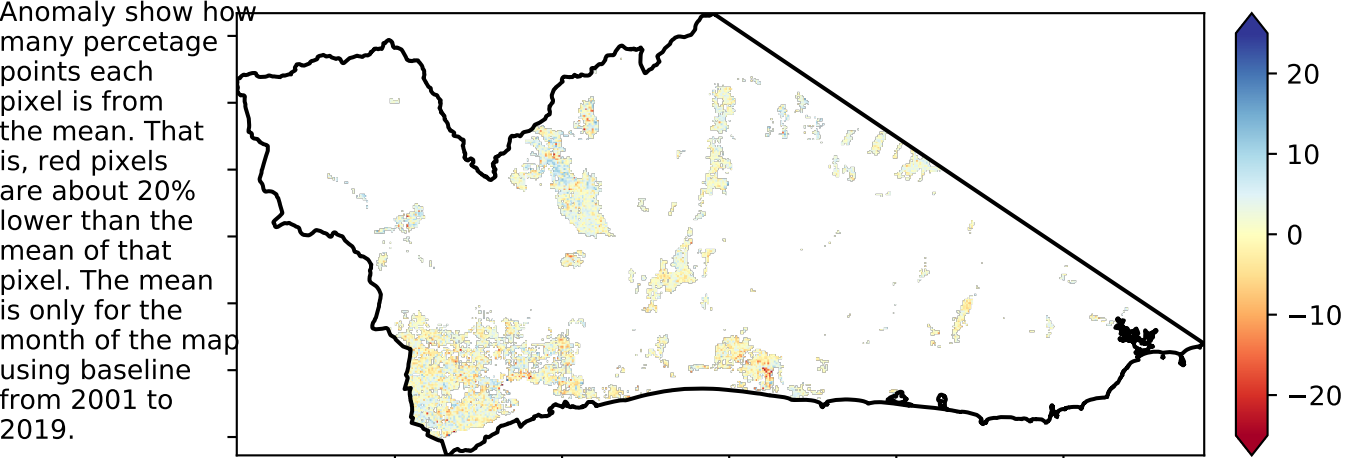 Anomaly show how
many percetage
points each
pixel is from
the mean. That
is, red pixels
are about 20%
lower than the
mean of that
pixel. The mean
is only for the
month of the map
using baseline
from 2001 to
2019.
20
10
0
−10
−20